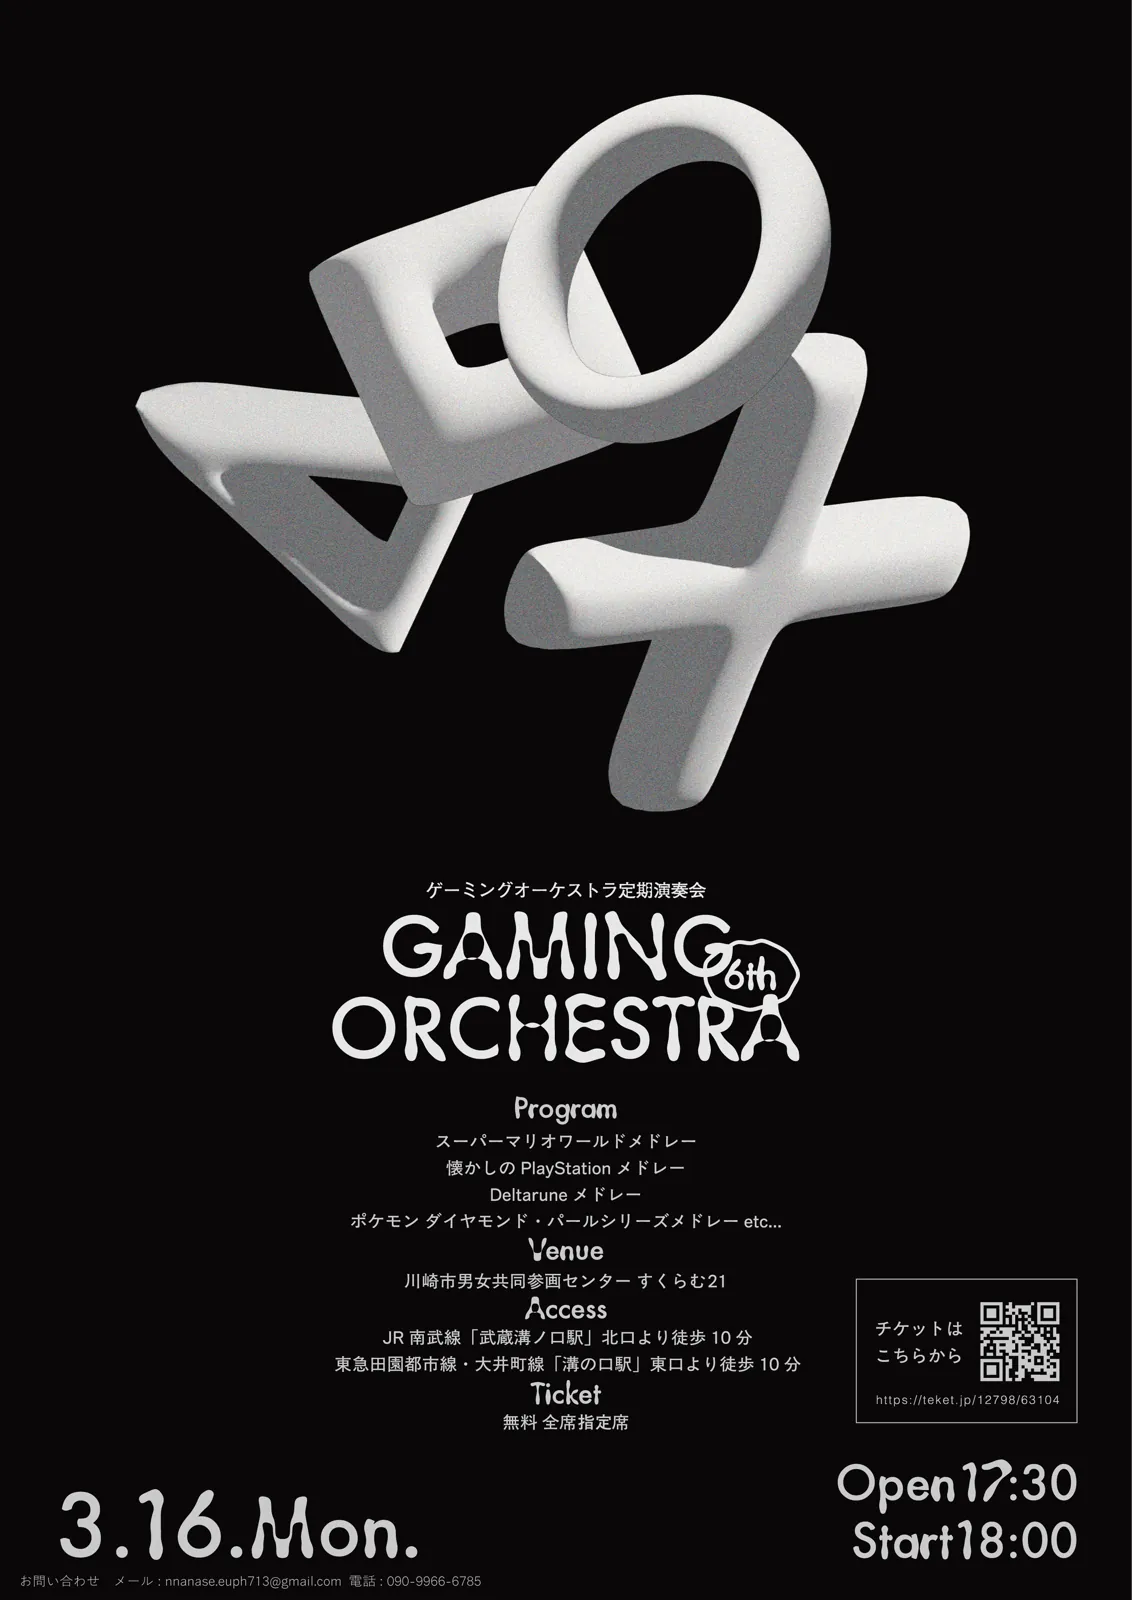 ゲーミングオーケストラ定期演奏会
GAMING
6th
ORCHESTRA
Program
スーパーマリオワールドメドレー
懐かしの PlayStation メドレー
Deltarune メドレー
ポケモン ダイヤモンド・パールシリーズメドレー etc...
Venue
川崎市男女共同参画センター すくらむ21
Access
JR 南武線「武蔵溝ノ口駅」北口より徒歩 10 分
東急田園都市線・大井町線「溝の口駅」東口より徒歩 10 分
Ticket
無料 全席指定席
チケットは
こちらから
https://teket.jp/12798/63104
Open17:30
Start18:00
3.16.Mon.
お問い合わせ　メール : nnanase.euph713@gmail.com 電話 : 090-9966-6785